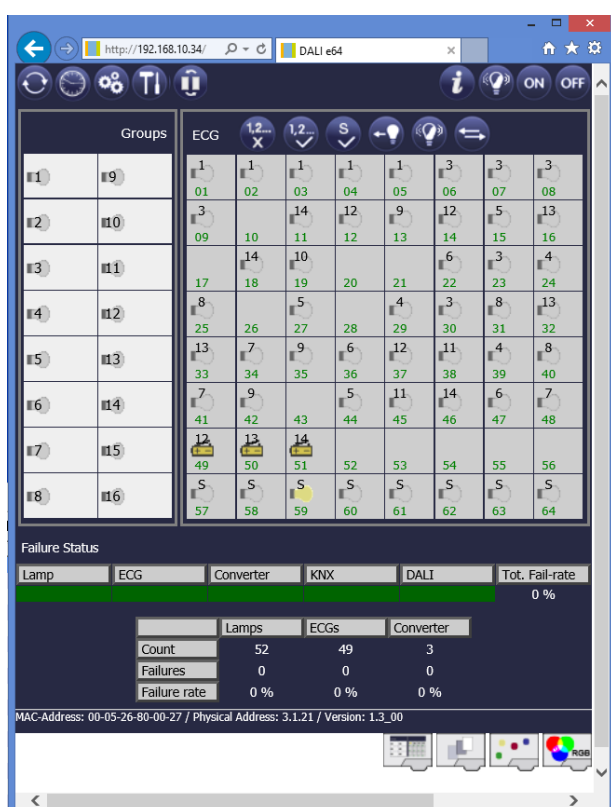 http://192.168.10.34/ DALI e64
ON OFF
Groups ECG 1,2... X 1,2... S
1 9 1 1 1 1 1 3 3 3
01 02 03 04 05 06 07 08
2 10 3 14 12 9 12 5 13
09 10 11 12 13 14 15 16
3 11 14 10 6 3 4
17 18 19 20 21 22 23 24
4 12 8 5 4 3 8 13
25 26 27 28 29 30 31 32
5 13 13 7 9 6 12 11 4 8
33 34 35 36 37 38 39 40
6 14 7 9 5 11 14 6 7
41 42 43 44 45 46 47 48
7 15 12 13 14
49 50 51 52 53 54 55 56
8 16 S S S S S S S S
57 58 59 60 61 62 63 64
Failure Status
Lamp ECG Converter KNX DALI Tot. Fail-rate
0 %
Lamps ECGs Converter
Count 52 49 3
Failures 0 0 0
Failure rate 0 % 0 % 0 %
MAC-Address: 00-05-26-80-00-27 / Physical Address: 3.1.21 / Version: 1.3_00
RGB